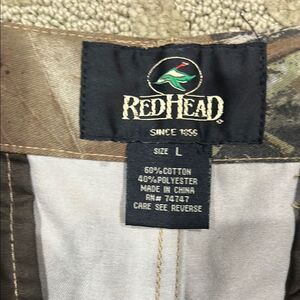 REDHEAD
SINCE 1856
SIZE L
60% COTTON
40% POLYESTER
MADE IN CHINA
RN# 74747
CARE SEE REVERSE